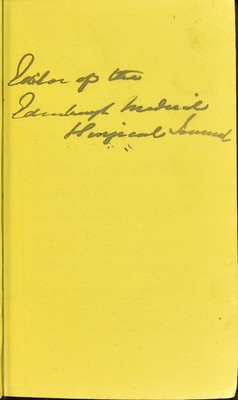 Editor of the
Edinburgh Medical
& Surgical Journal